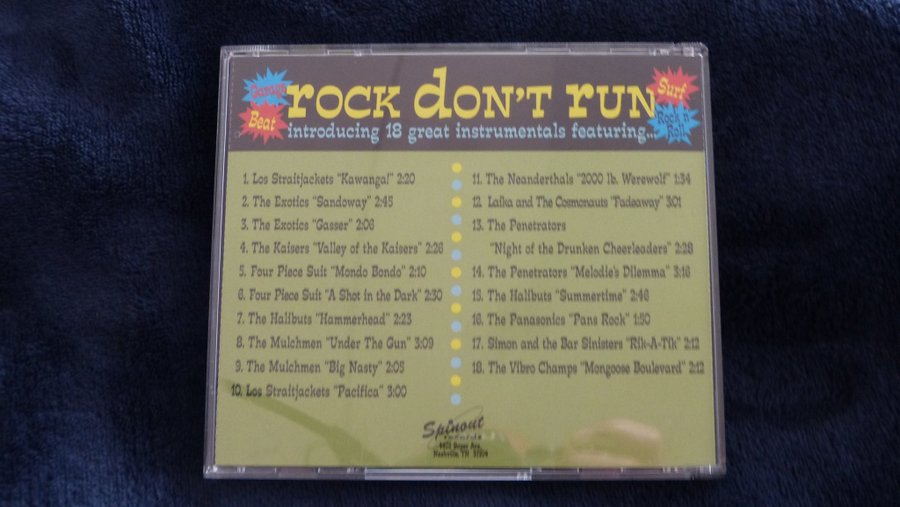 Garage
Beat
rOCK dON'T rUN
Surf
Rock n
Roll
introducing 18 great instrumentals featuring...
1. Los Straitjackets "Kawanga!" 2:20
2. The Exotics "Sandoway" 2:45
3. The Exotics "Gasser" 2:06
4. The Kaisers "Valley of the Kaisers" 2:26
5. Four Piece Suit "Mondo Bondo" 2:10
6. Four Piece Suit "A Shot in the Dark" 2:30
7. The Halibuts "Hammerhead" 2:23
8. The Mulchmen "Under The Gun" 3:09
9. The Mulchmen "Big Nasty" 2:05
10. Los Straitjackets "Pacifica" 3:00
11. The Neanderthals "2000 lb. Werewolf" 1:34
12. Laika and The Cosmonauts "Fadeaway" 3:01
13. The Penetrators
"Night of the Drunken Cheerleaders" 2:28
14. The Penetrators "Melodie's Dilemma" 3:16
15. The Halibuts "Summertime" 2:46
16. The Panasonics "Pans Rock" 1:50
17. Simon and the Bar Sinisters "Rik-A-Tik" 2:12
18. The Vibro Champs "Mongoose Boulevard" 2:12
Spinout
records
Ave.
Nashville, TN